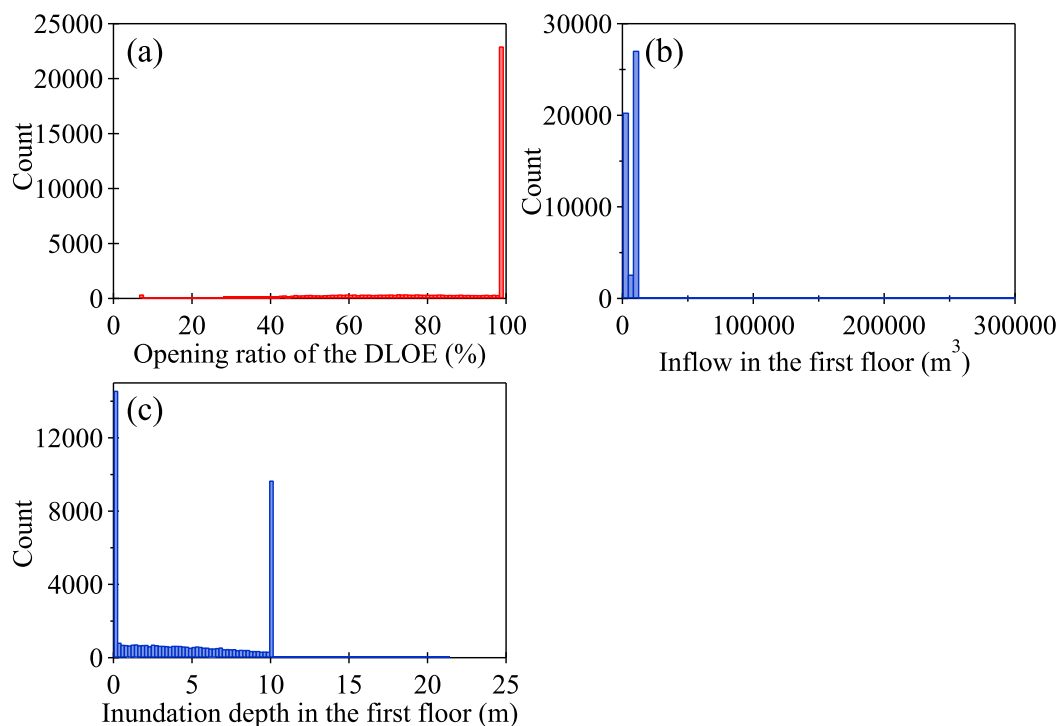 (a)
Count
25000
20000
15000
10000
5000
0
0 20 40 60 80 100
Opening ratio of the DLOE (%)
(b)
Count
30000
20000
10000
0
0 100000 200000 300000
Inflow in the first floor (m³)
(c)
Count
12000
8000
4000
0
0 5 10 15 20 25
Inundation depth in the first floor (m)